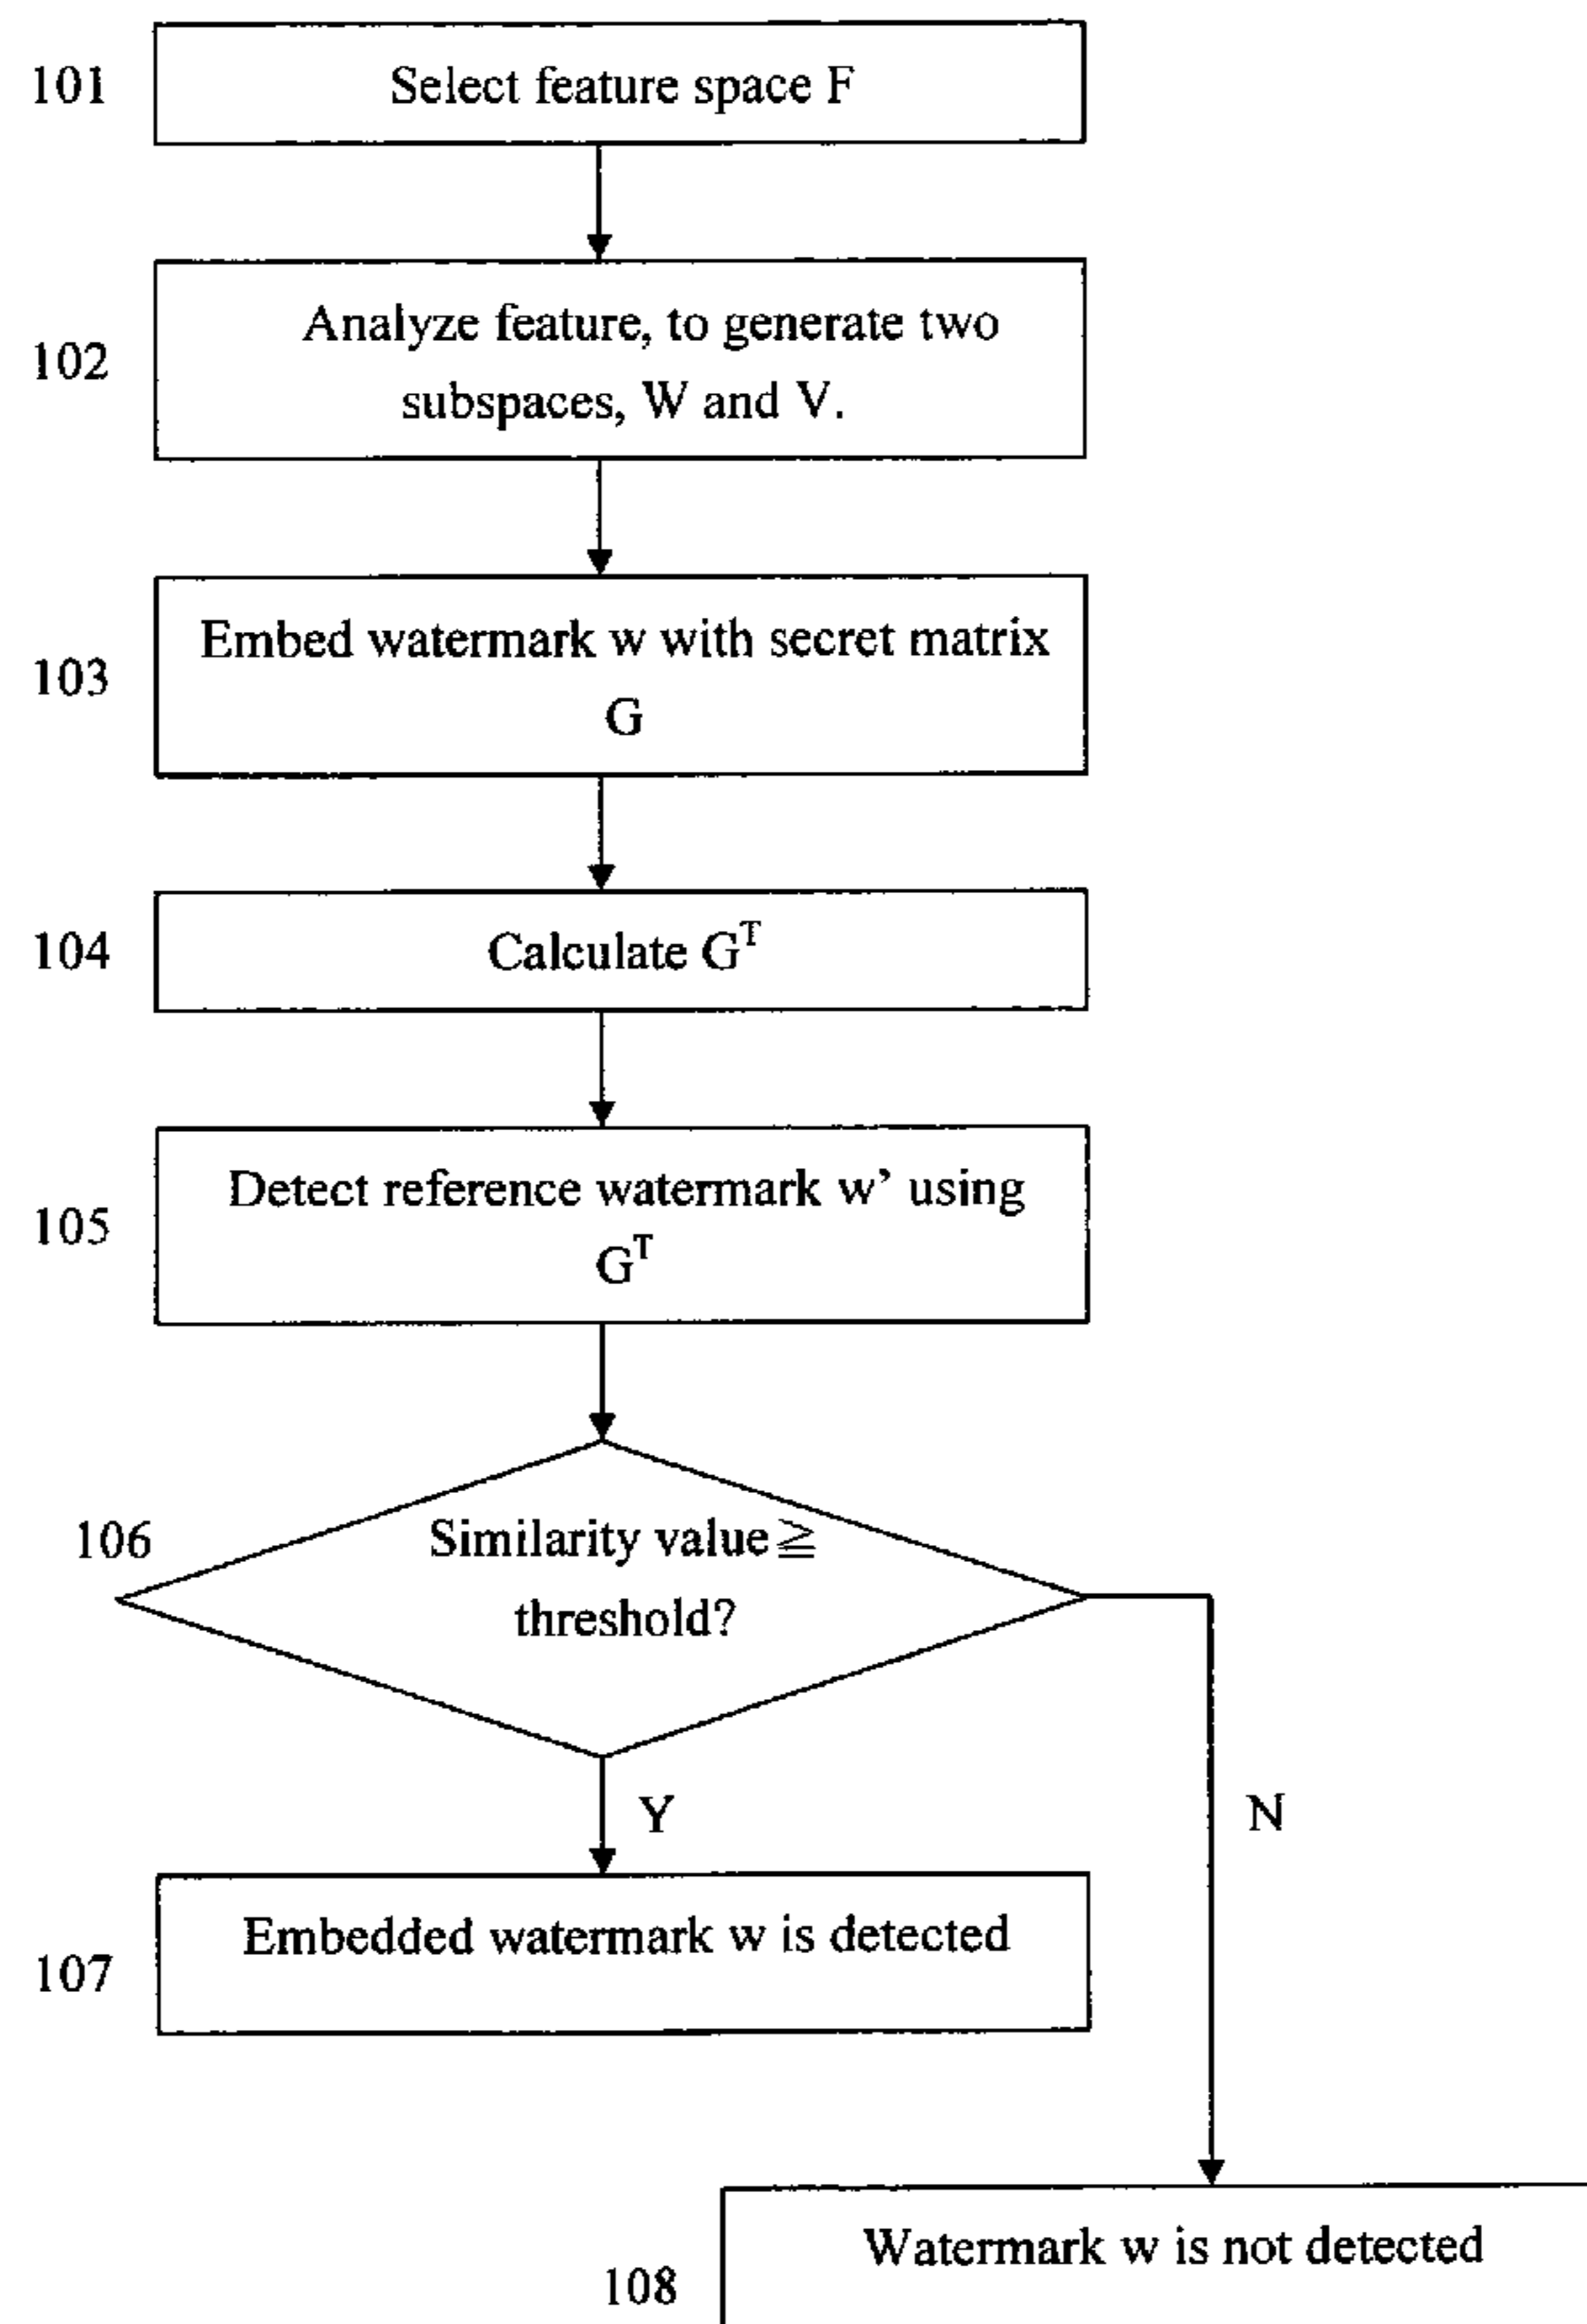 101
Select feature space F
102
Analyze feature, to generate two
subspaces, W and V.
103
Embed watermark w with secret matrix
G
104
Calculate G^T
105
Detect reference watermark w’ using
G^T
106
Similarity value≧
threshold?
Y
N
107
Embedded watermark w is detected
108
Watermark w is not detected